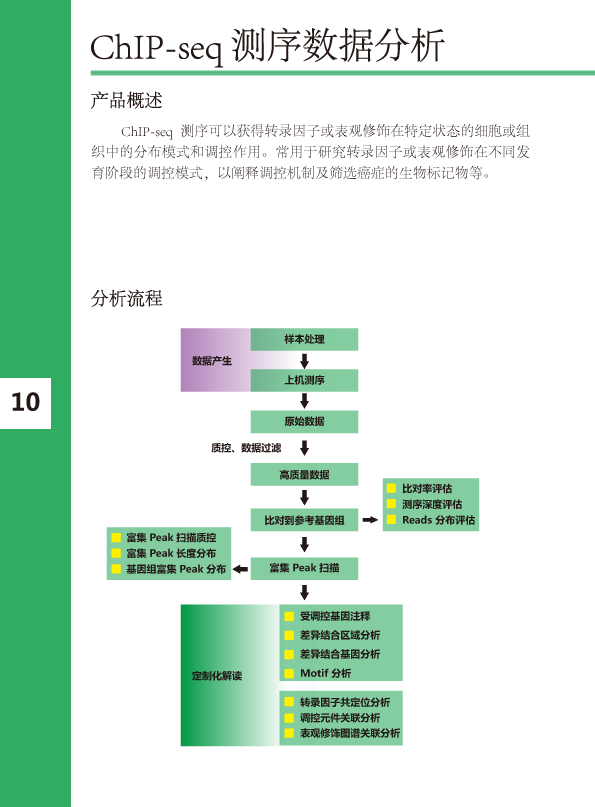 ChIP-seq 测序数据分析
产品概述
ChIP-seq 测序可以获得转录因子或表观修饰在特定状态的细胞或组
织中的分布模式和调控作用。常用于研究转录因子或表观修饰在不同发
育阶段的调控模式，以阐释调控机制及筛选癌症的生物标记物等。
分析流程
样本处理
数据产生
上机测序
10
原始数据
质控、数据过滤
高质量数据
比对率评估
测序深度评估
Reads 分布评估
比对到参考基因组
富集 Peak 扫描质控
富集 Peak 长度分布
基因组富集 Peak 分布
富集 Peak 扫描
受调控基因注释
差异结合区域分析
差异结合基因分析
Motif 分析
定制化解读
转录因子共定位分析
调控元件关联分析
表观修饰图谱关联分析